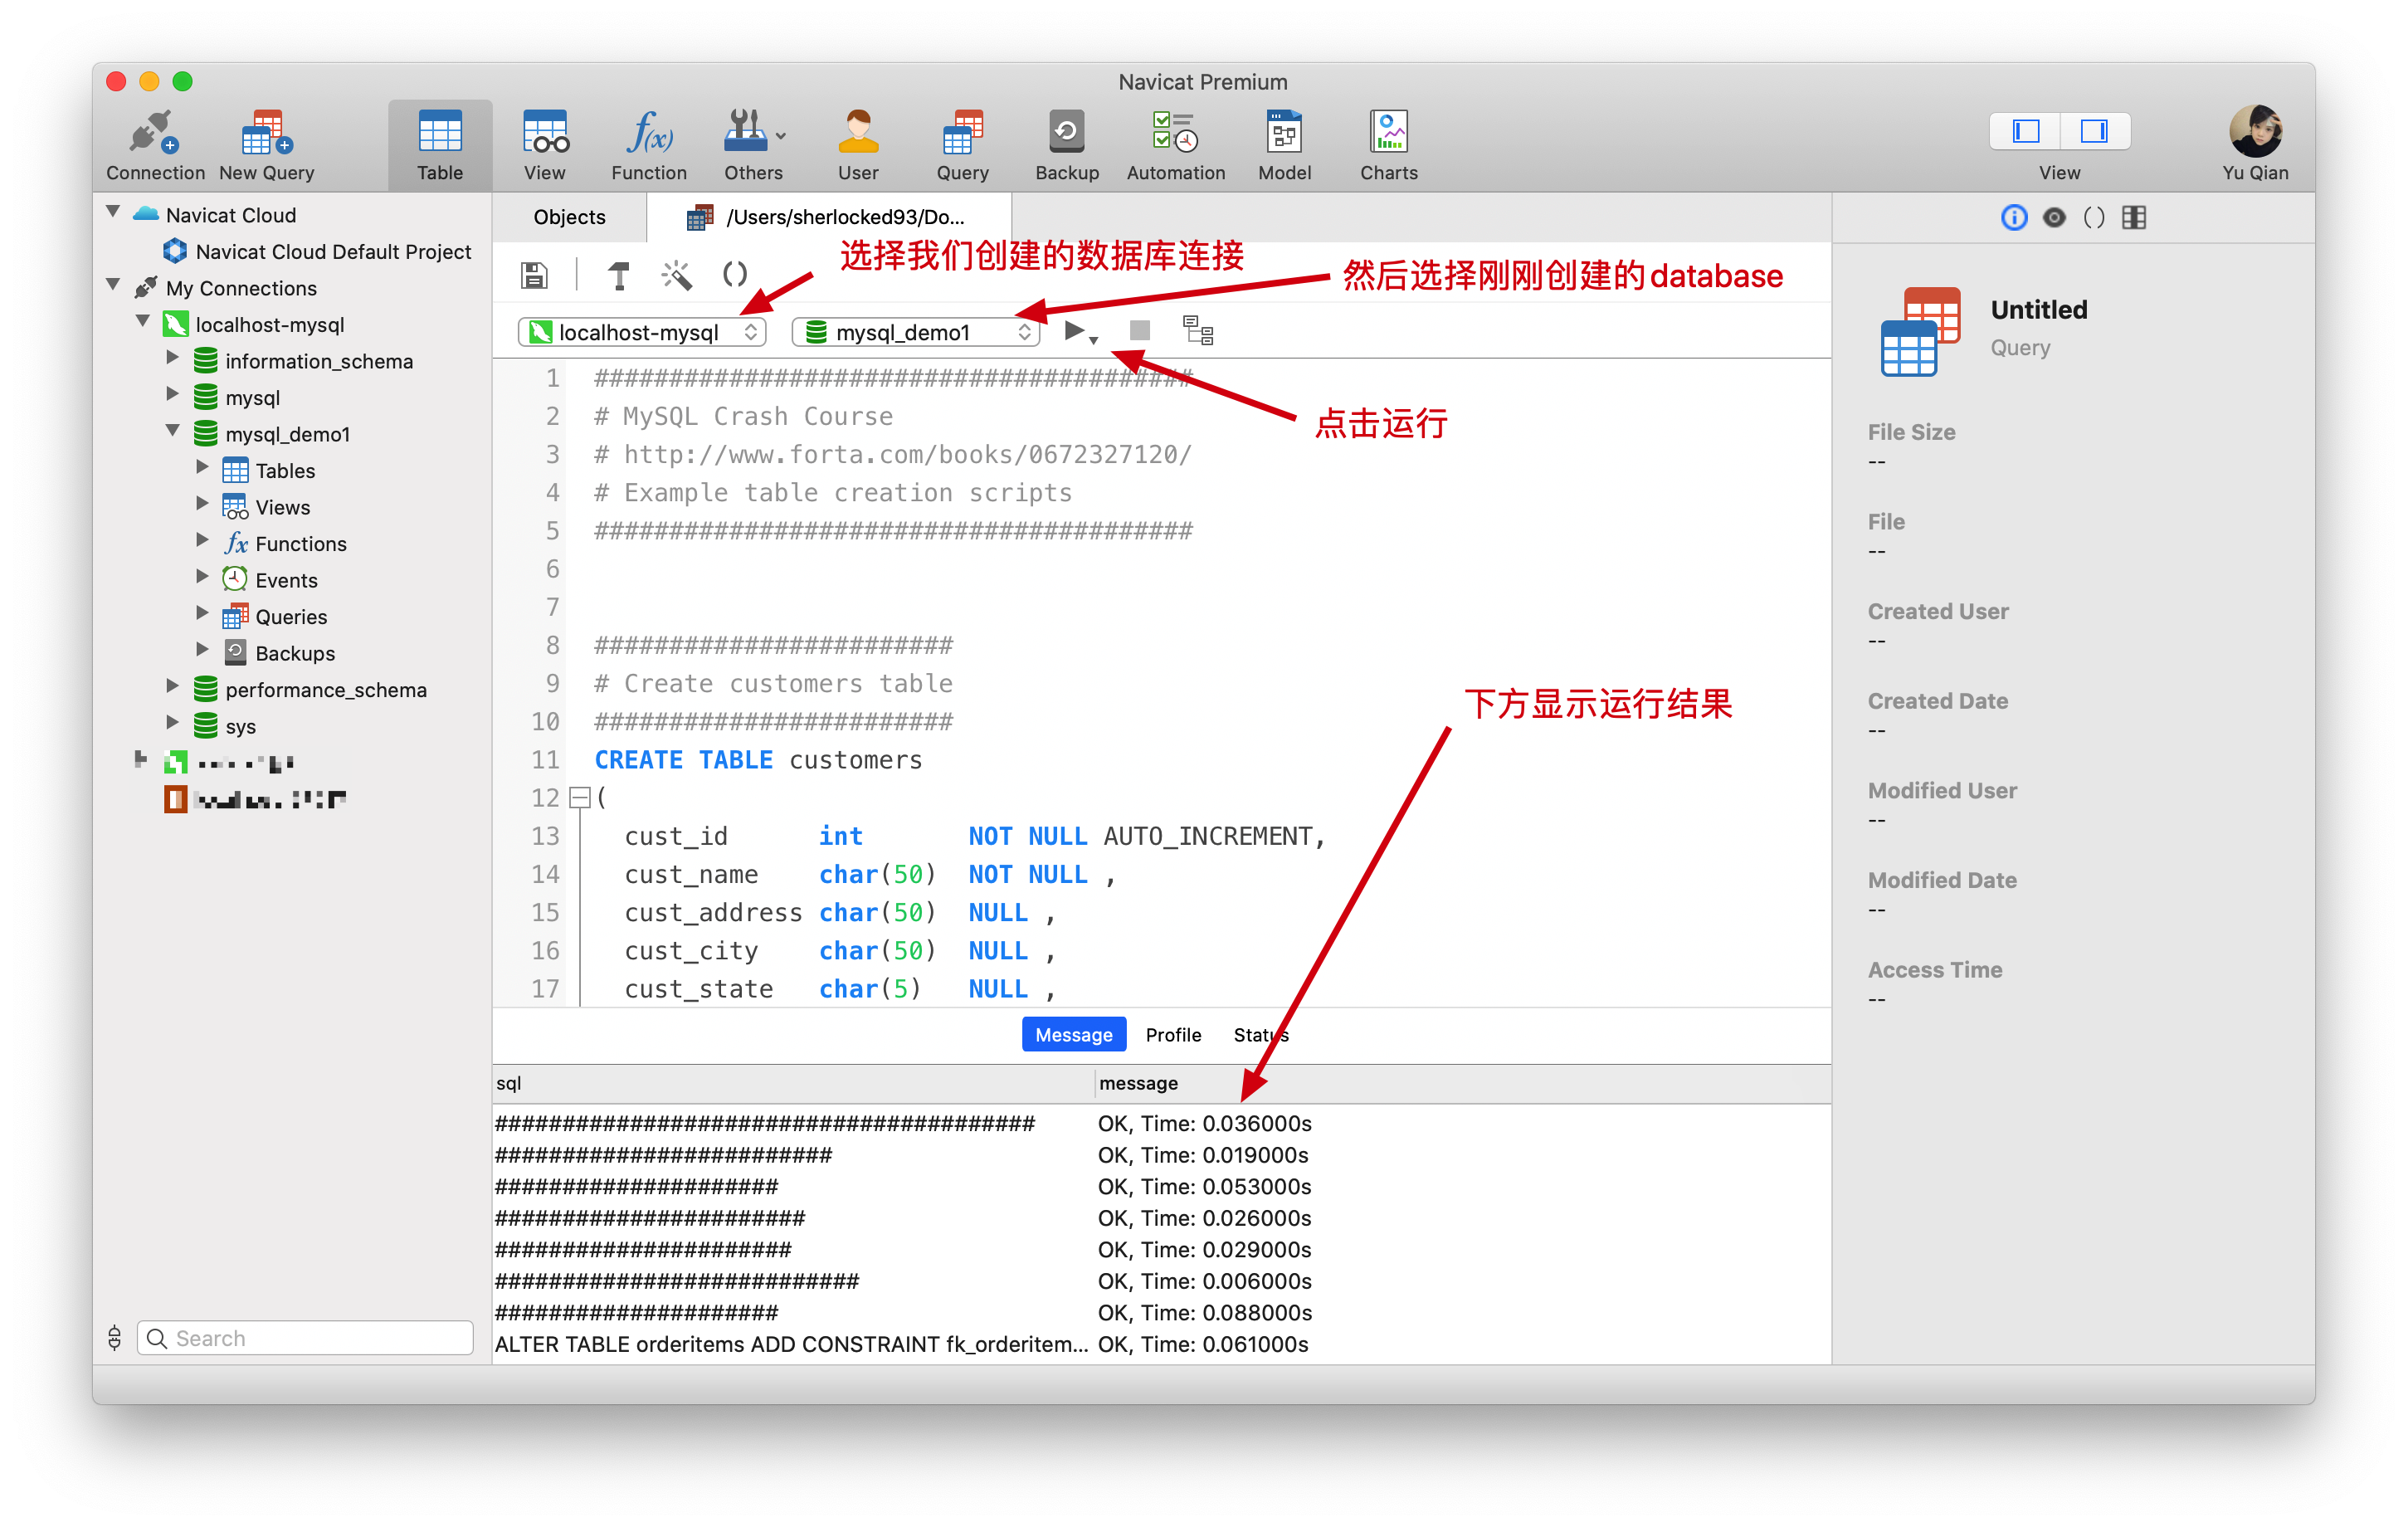 Navicat Premium
Connection
New Query
Table
View
Function
Others
User
Query
Backup
Automation
Model
Charts
View
Yu Qian
Navicat Cloud
Navicat Cloud Default Project
My Connections
localhost-mysql
information_schema
mysql
mysql_demo1
Tables
Views
Functions
Events
Queries
Backups
performance_schema
sys
Search
Objects
/Users/sherlocked93/Do...
选择我们创建的数据库连接
然后选择刚刚创建的database
localhost-mysql
mysql_demo1
点击运行
1 ########################################
2 # MySQL Crash Course
3 # http://www.forta.com/books/0672327120/
4 # Example table creation scripts
5 ########################################
6
7
8 ########################
9 # Create customers table
10 ########################
11 CREATE TABLE customers
12 (
13 cust_id int NOT NULL AUTO_INCREMENT,
14 cust_name char(50) NOT NULL ,
15 cust_address char(50) NULL ,
16 cust_city char(50) NULL ,
17 cust_state char(5) NULL ,
下方显示运行结果
Message
Profile
Status
sql message
######################################## OK, Time: 0.036000s
######################### OK, Time: 0.019000s
##################### OK, Time: 0.053000s
####################### OK, Time: 0.026000s
###################### OK, Time: 0.029000s
########################### OK, Time: 0.006000s
##################### OK, Time: 0.088000s
ALTER TABLE orderitems ADD CONSTRAINT fk_orderitem... OK, Time: 0.061000s
Untitled
Query
File Size
--
File
--
Created User
--
Created Date
--
Modified User
--
Modified Date
--
Access Time
--